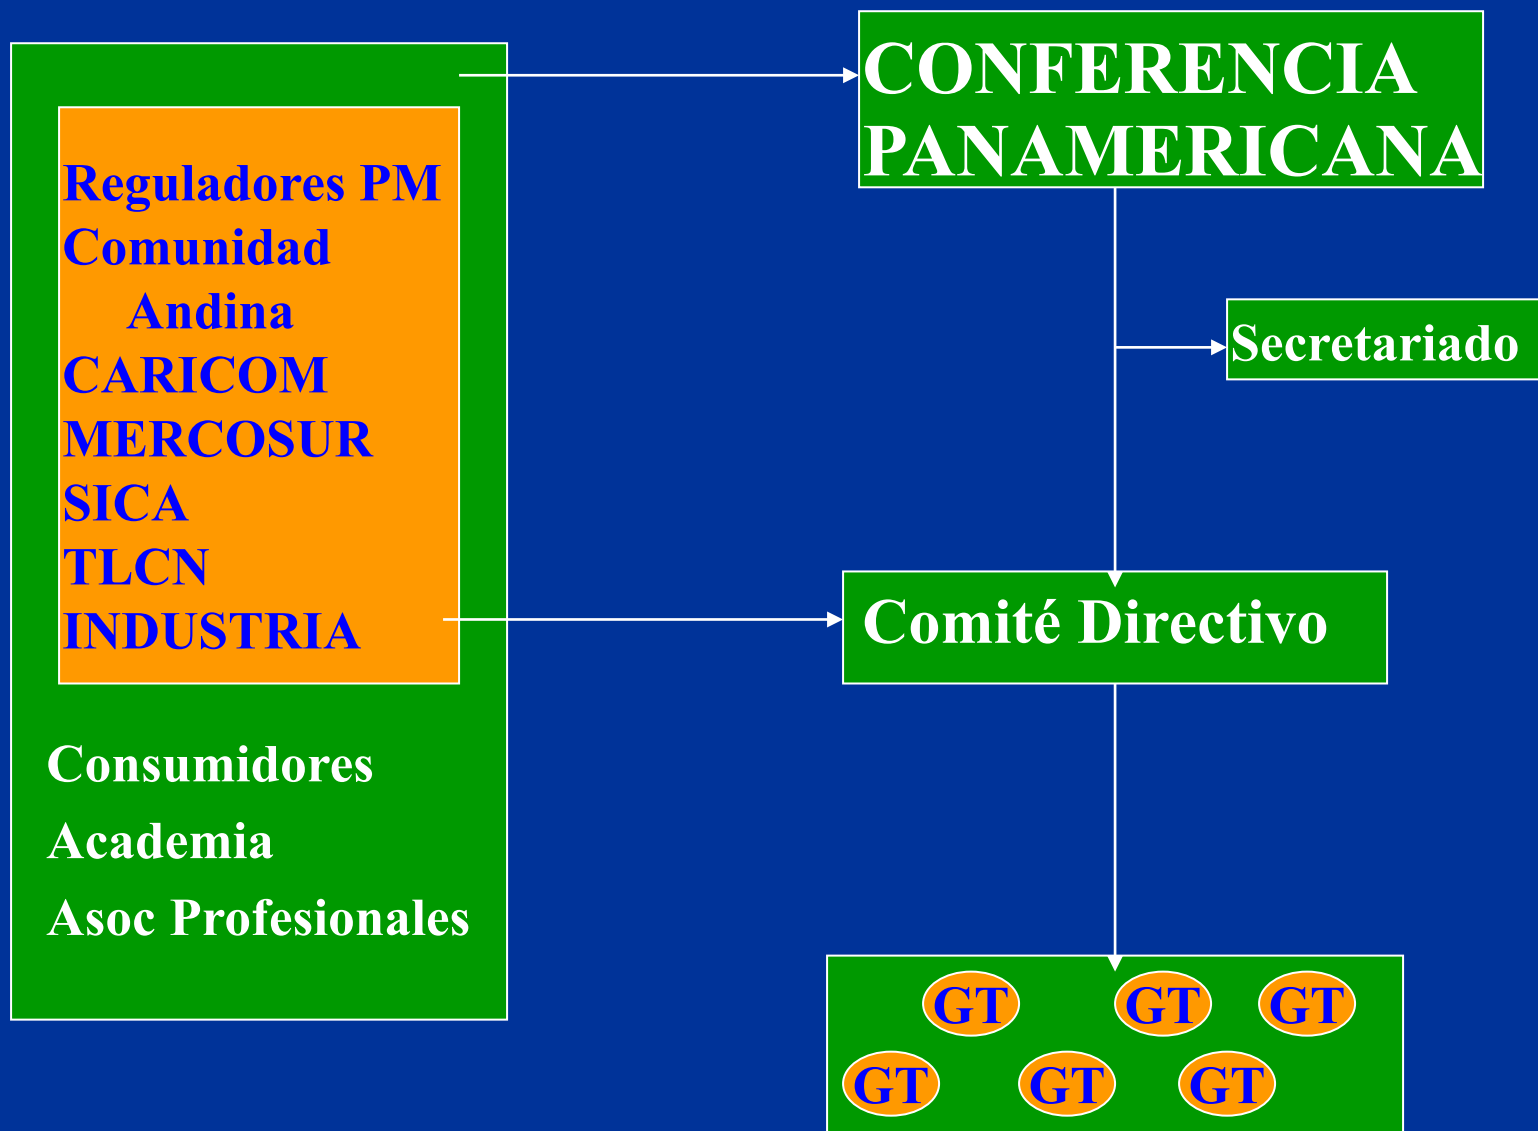 Reguladores PM
Comunidad
Andina
CARICOM
MERCOSUR
SICA
TLCN
INDUSTRIA
Consumidores
Academia
Asoc Profesionales
CONFERENCIA
PANAMERICANA
Secretariado
Comité Directivo
GT GT GT
GT GT GT